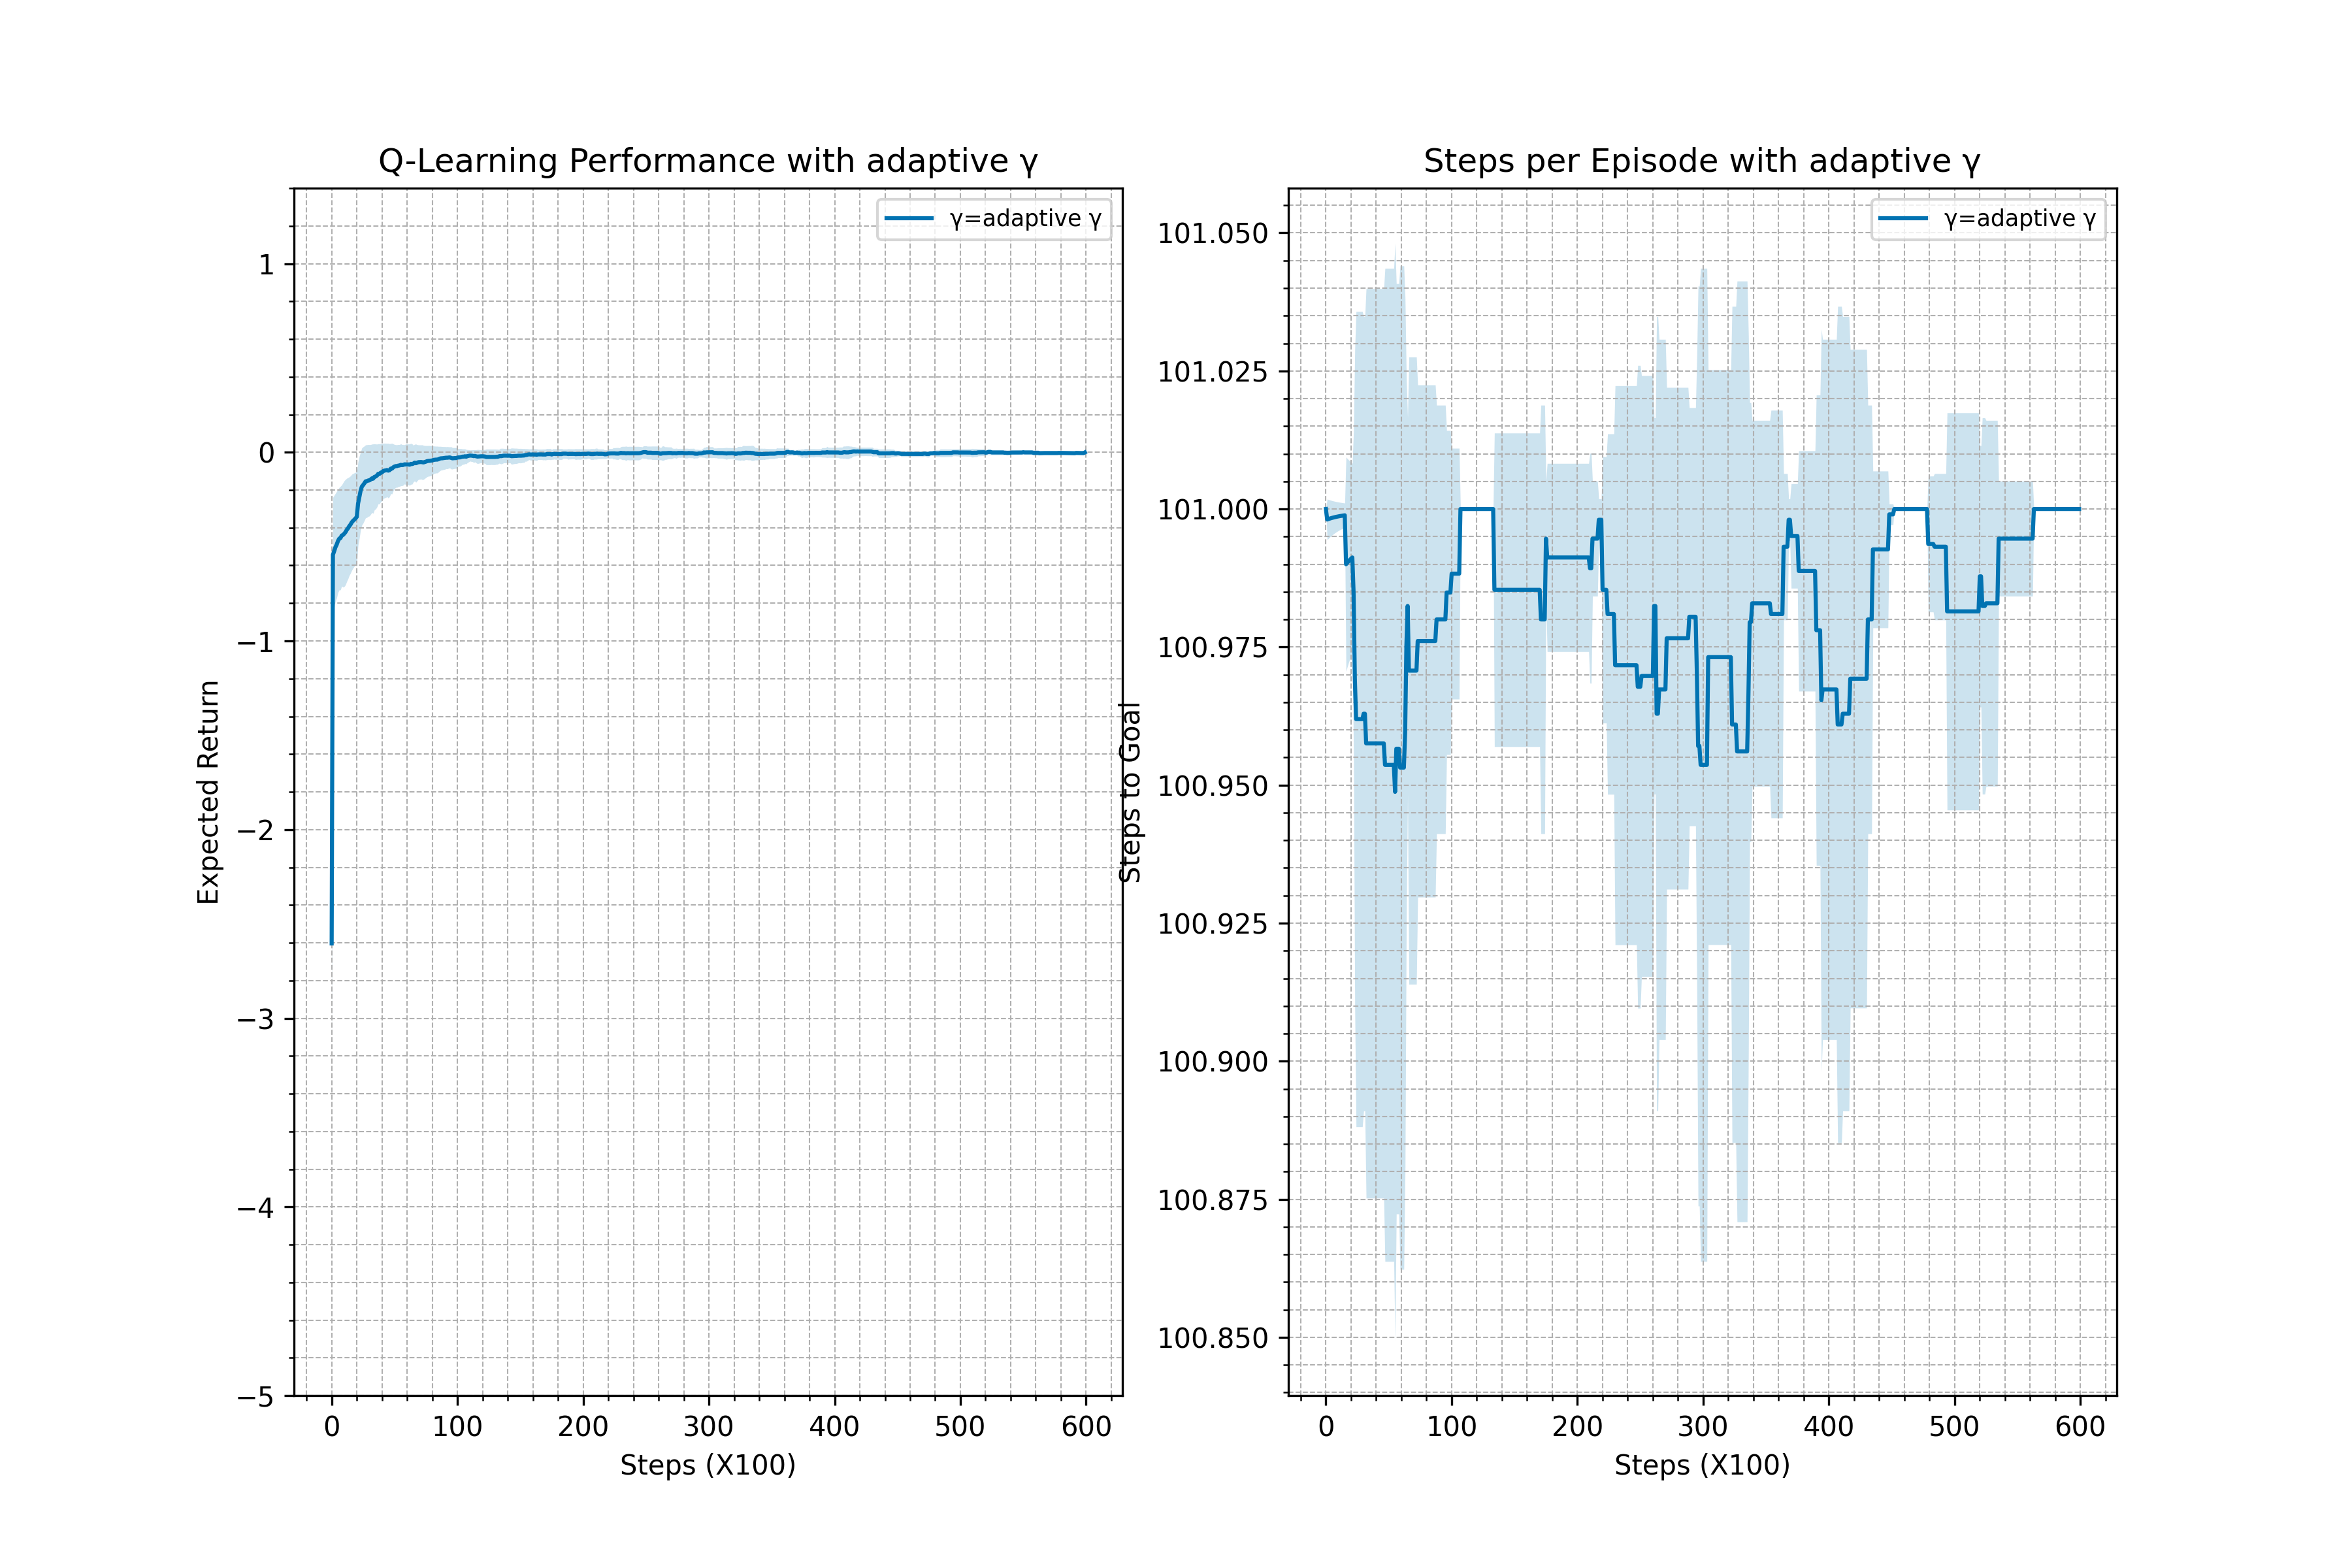 Q-Learning Performance with adaptive γ
γ=adaptive γ
1
0
−1
−2
−3
−4
−5
Expected Return
0 100 200 300 400 500 600
Steps (X100)
Steps per Episode with adaptive γ
γ=adaptive γ
101.050
101.025
101.000
100.975
100.950
100.925
100.900
100.875
100.850
Steps to Goal
0 100 200 300 400 500 600
Steps (X100)